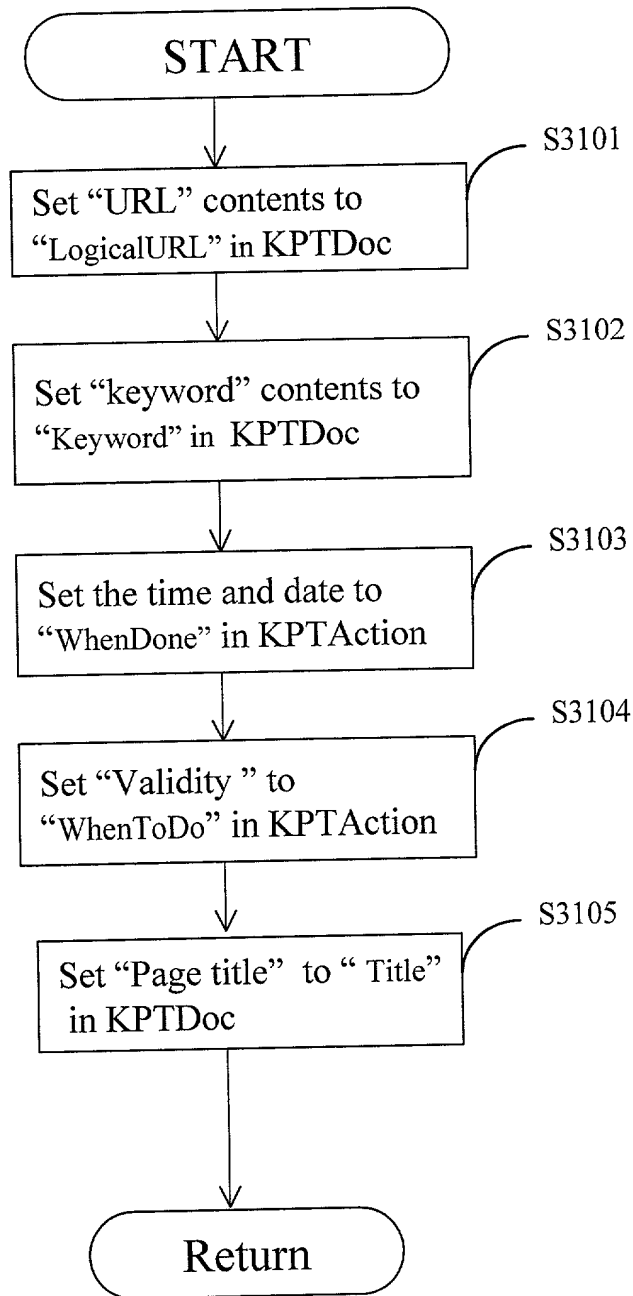 START
S3101
Set “URL” contents to
“LogicalURL” in KPTDoc
S3102
Set “keyword” contents to
“Keyword” in KPTDoc
S3103
Set the time and date to
“WhenDone” in KPTAction
S3104
Set “Validity ” to
“WhenToDo” in KPTAction
S3105
Set “Page title” to “ Title”
in KPTDoc
Return